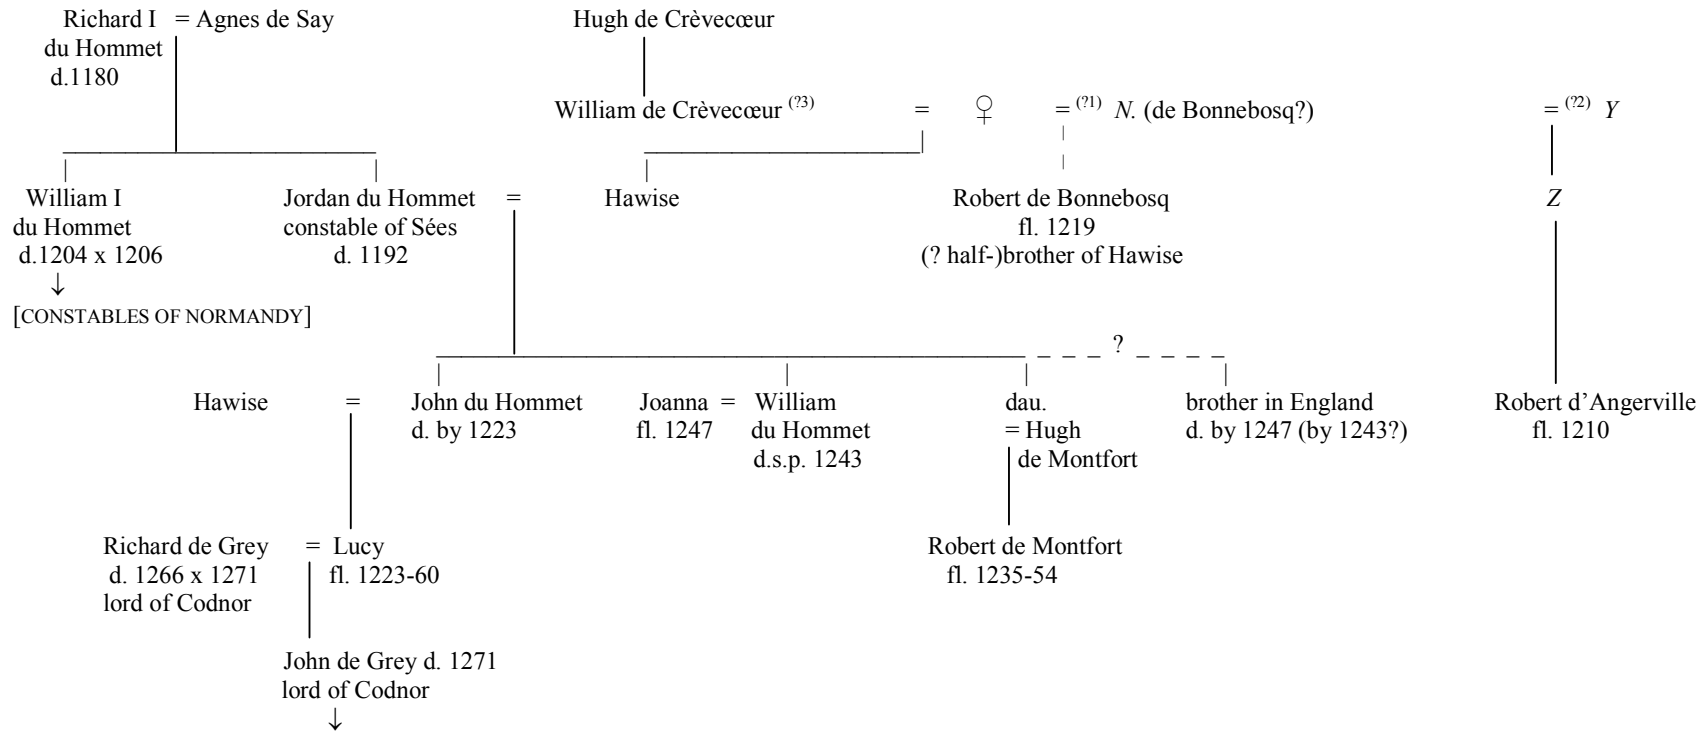 Richard I = Agnes de Say Hugh de Crèvecœur
du Hommet
d.1180
William de Crèvecœur (?3) = ♀ = (?1) N. (de Bonnebosq?) = (?2) Y
William I Jordan du Hommet = Hawise Robert de Bonnebosq Z
du Hommet constable of Sées fl. 1219
d.1204 x 1206 d. 1192 (? half-)brother of Hawise
↓
[CONSTABLES OF NORMANDY]
?
Hawise = John du Hommet Joanna = William dau. brother in England Robert d’Angerville
d. by 1223 fl. 1247 du Hommet = Hugh d. by 1247 (by 1243?) fl. 1210
d.s.p. 1243 de Montfort
Richard de Grey = Lucy Robert de Montfort
d. 1266 x 1271 fl. 1223-60 fl. 1235-54
lord of Codnor
John de Grey d. 1271
lord of Codnor
↓